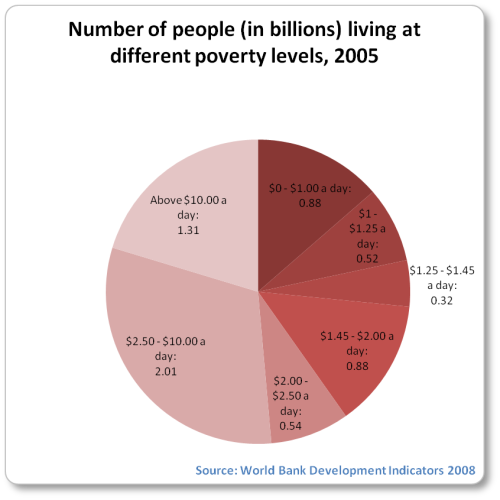 Number of people (in billions) living at
different poverty levels, 2005
$0 - $1.00 a day:
0.88
$1 -
$1.25 a
day:
0.52
$1.25 - $1.45
a day:
0.32
$1.45 - $2.00 a
day:
0.88
$2.00 -
$2.50 a
day:
0.54
$2.50 - $10.00 a
day:
2.01
Above $10.00 a
day:
1.31
Source: World Bank Development Indicators 2008